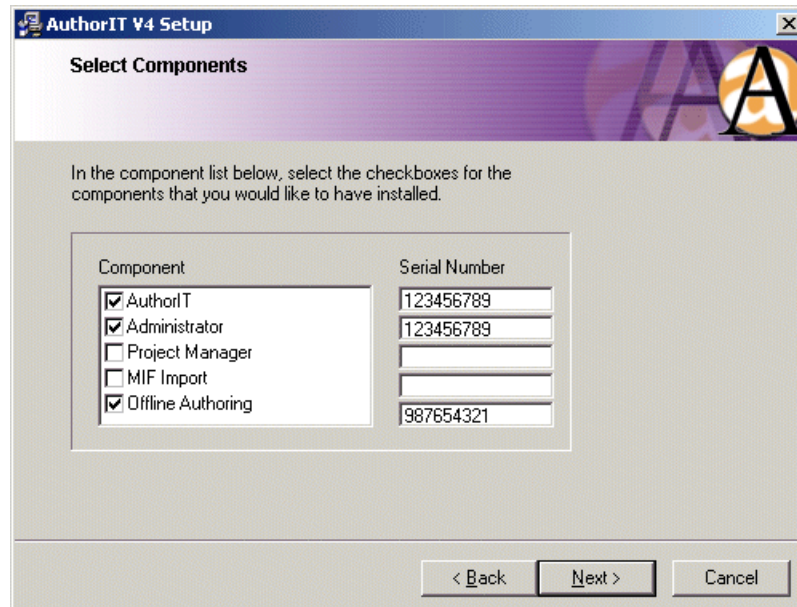 AuthorIT V4 Setup
Select Components
In the component list below, select the checkboxes for the
components that you would like to have installed.
Component Serial Number
AuthorIT 123456789
Administrator 123456789
Project Manager
MIF Import
Offline Authoring 987654321
< Back Next > Cancel